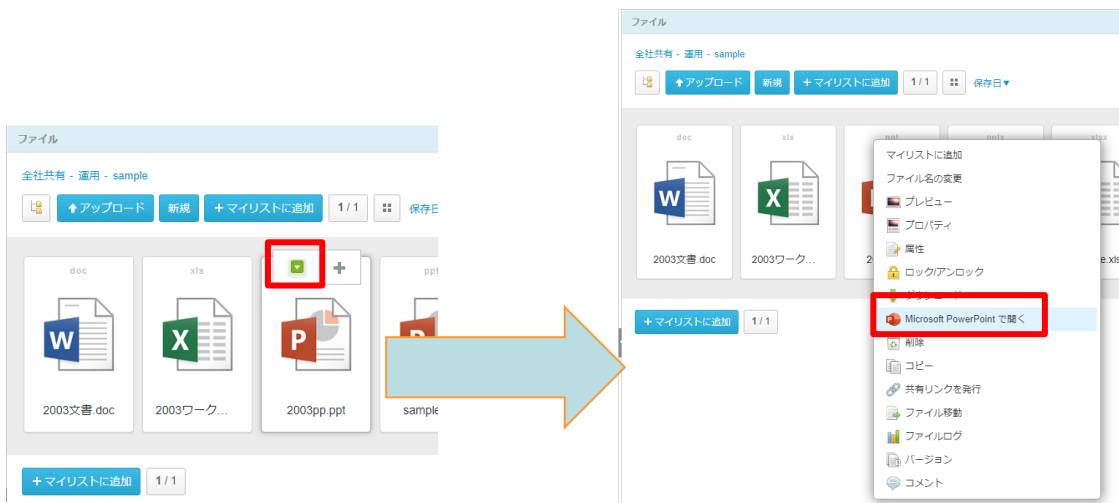 ファイル
全社共有 - 運用 - sample
アップロード 新規 +マイリストに追加 1 / 1
doc xls
2003文書.doc 2003ワーク... 2003pp.ppt
+マイリストに追加 1 / 1
ファイル
全社共有 - 運用 - sample
アップロード 新規 +マイリストに追加 1 / 1 保存日▼
doc xls ppt pptx xlsx
2003文書.doc 2003ワーク...
マイリストに追加
ファイル名の変更
プレビュー
プロパティ
属性
ロック/アンロック
ダウンロード
Microsoft PowerPoint で開く
削除
コピー
共有リンクを発行
ファイル移動
ファイルログ
バージョン
コメント
+マイリストに追加 1 / 1